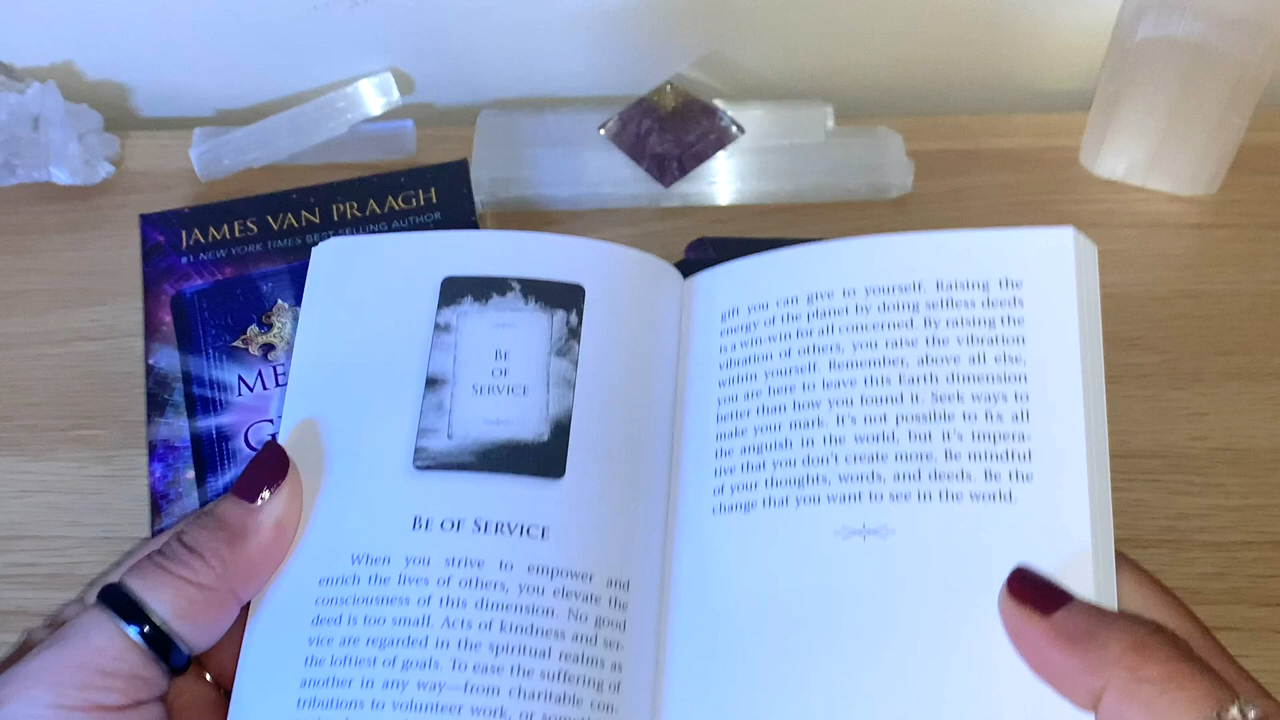 JAMES VAN PRAAGH
#1 NEW YORK TIMES BEST SELLING AUTHOR
ME
G
BE
OF
SERVICE
BE OF SERVICE
When you strive to empower and
enrich the lives of others, you elevate the
consciousness of this dimension. No good
deed is too small. Acts of kindness and ser-
vice are regarded in the spiritual realms as
the loftiest of goals. To ease the suffering of
another in any way—from charitable con-
tributions to volunteer work, or
gift you can give to yourself. Raising the
energy of the planet by doing selfless deeds
is a win-win for all concerned. By raising the
vibration of others, you raise the vibration
within yourself. Remember, above all else,
you are here to leave this Earth dimension
better than how you found it. Seek ways to
make your mark. It's not possible to fix all
the anguish in the world, but it's impera-
tive that you don't create more. Be mindful
of your thoughts, words, and deeds. Be the
change that you want to see in the world.